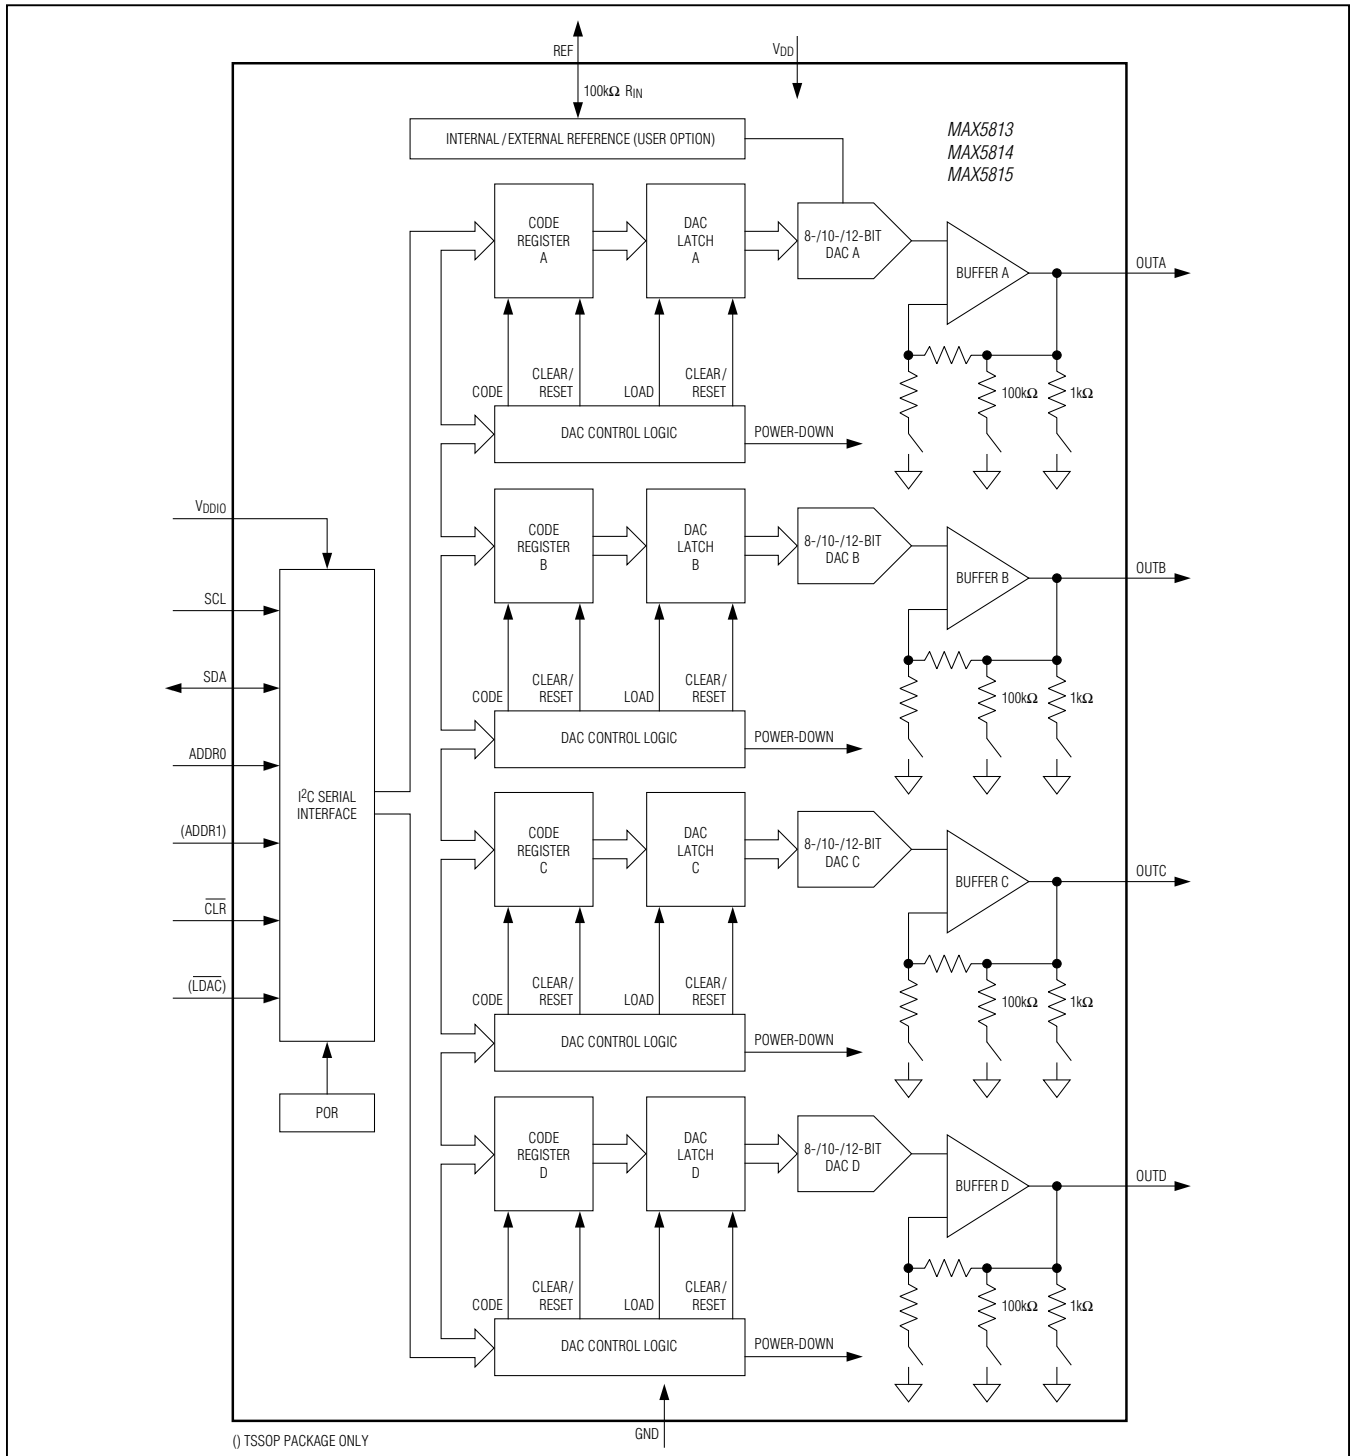 REF
VDD
100kΩ RIN
INTERNAL/EXTERNAL REFERENCE (USER OPTION)
MAX5813
MAX5814
MAX5815
CODE
REGISTER
A
DAC
LATCH
A
8-/10-/12-BIT
DAC A
BUFFER A
OUTA
CODE
CLEAR/
RESET
LOAD
CLEAR/
RESET
100kΩ
1kΩ
DAC CONTROL LOGIC
POWER-DOWN
CODE
REGISTER
B
DAC
LATCH
B
8-/10-/12-BIT
DAC B
BUFFER B
OUTB
CODE
CLEAR/
RESET
LOAD
CLEAR/
RESET
100kΩ
1kΩ
DAC CONTROL LOGIC
POWER-DOWN
VDDIO
SCL
SDA
ADDR0
(ADDR1)
CLR
(LDAC)
I2C SERIAL
INTERFACE
POR
CODE
REGISTER
C
DAC
LATCH
C
8-/10-/12-BIT
DAC C
BUFFER C
OUTC
CODE
CLEAR/
RESET
LOAD
CLEAR/
RESET
100kΩ
1kΩ
DAC CONTROL LOGIC
POWER-DOWN
CODE
REGISTER
D
DAC
LATCH
D
8-/10-/12-BIT
DAC D
BUFFER D
OUTD
CODE
CLEAR/
RESET
LOAD
CLEAR/
RESET
100kΩ
1kΩ
DAC CONTROL LOGIC
POWER-DOWN
GND
() TSSOP PACKAGE ONLY